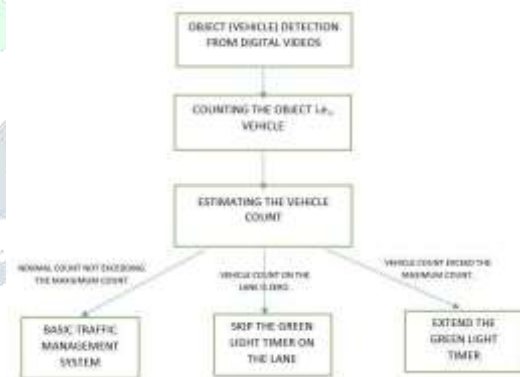 OBJECT (VEHICLE) DETECTION
FROM DIGITAL VIDEOS
COUNTING THE OBJECT i.e.,
VEHICLE
ESTIMATING THE VEHICLE
COUNT
NORMAL COUNT NOT EXCEEDING
THE MAXIMUM COUNT
VEHICLE COUNT ON THE
LANE IS ZERO
VEHICLE COUNT EXCEED THE
MAXIMUM COUNT
BASIC TRAFFIC
MANAGEMENT
SYSTEM
SKIP THE GREEN
LIGHT TIMER ON
THE LANE
EXTEND THE
GREEN LIGHT
TIMER